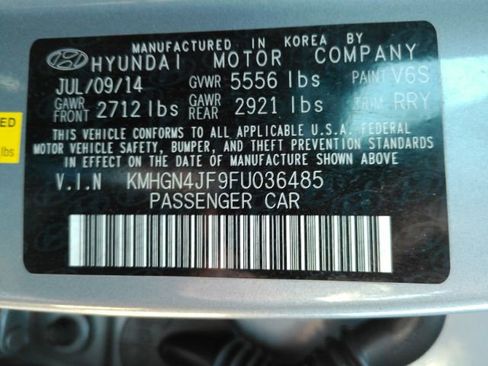 MANUFACTURED IN KOREA BY
HYUNDAI MOTOR COMPANY
JUL/09/14 GVWR 5556 lbs PAINT V6S
GAWR FRONT 2712 lbs GAWR REAR 2921 lbs TRIM RRY
THIS VEHICLE CONFORMS TO ALL APPLICABLE U.S.A. FEDERAL
MOTOR VEHICLE SAFETY, BUMPER, AND THEFT PREVENTION STANDARDS
IN EFFECT ON THE DATE OF MANUFACTURE SHOWN ABOVE.
V.I.N KMHGN4JF9FU036485
PASSENGER CAR
ED
lbs